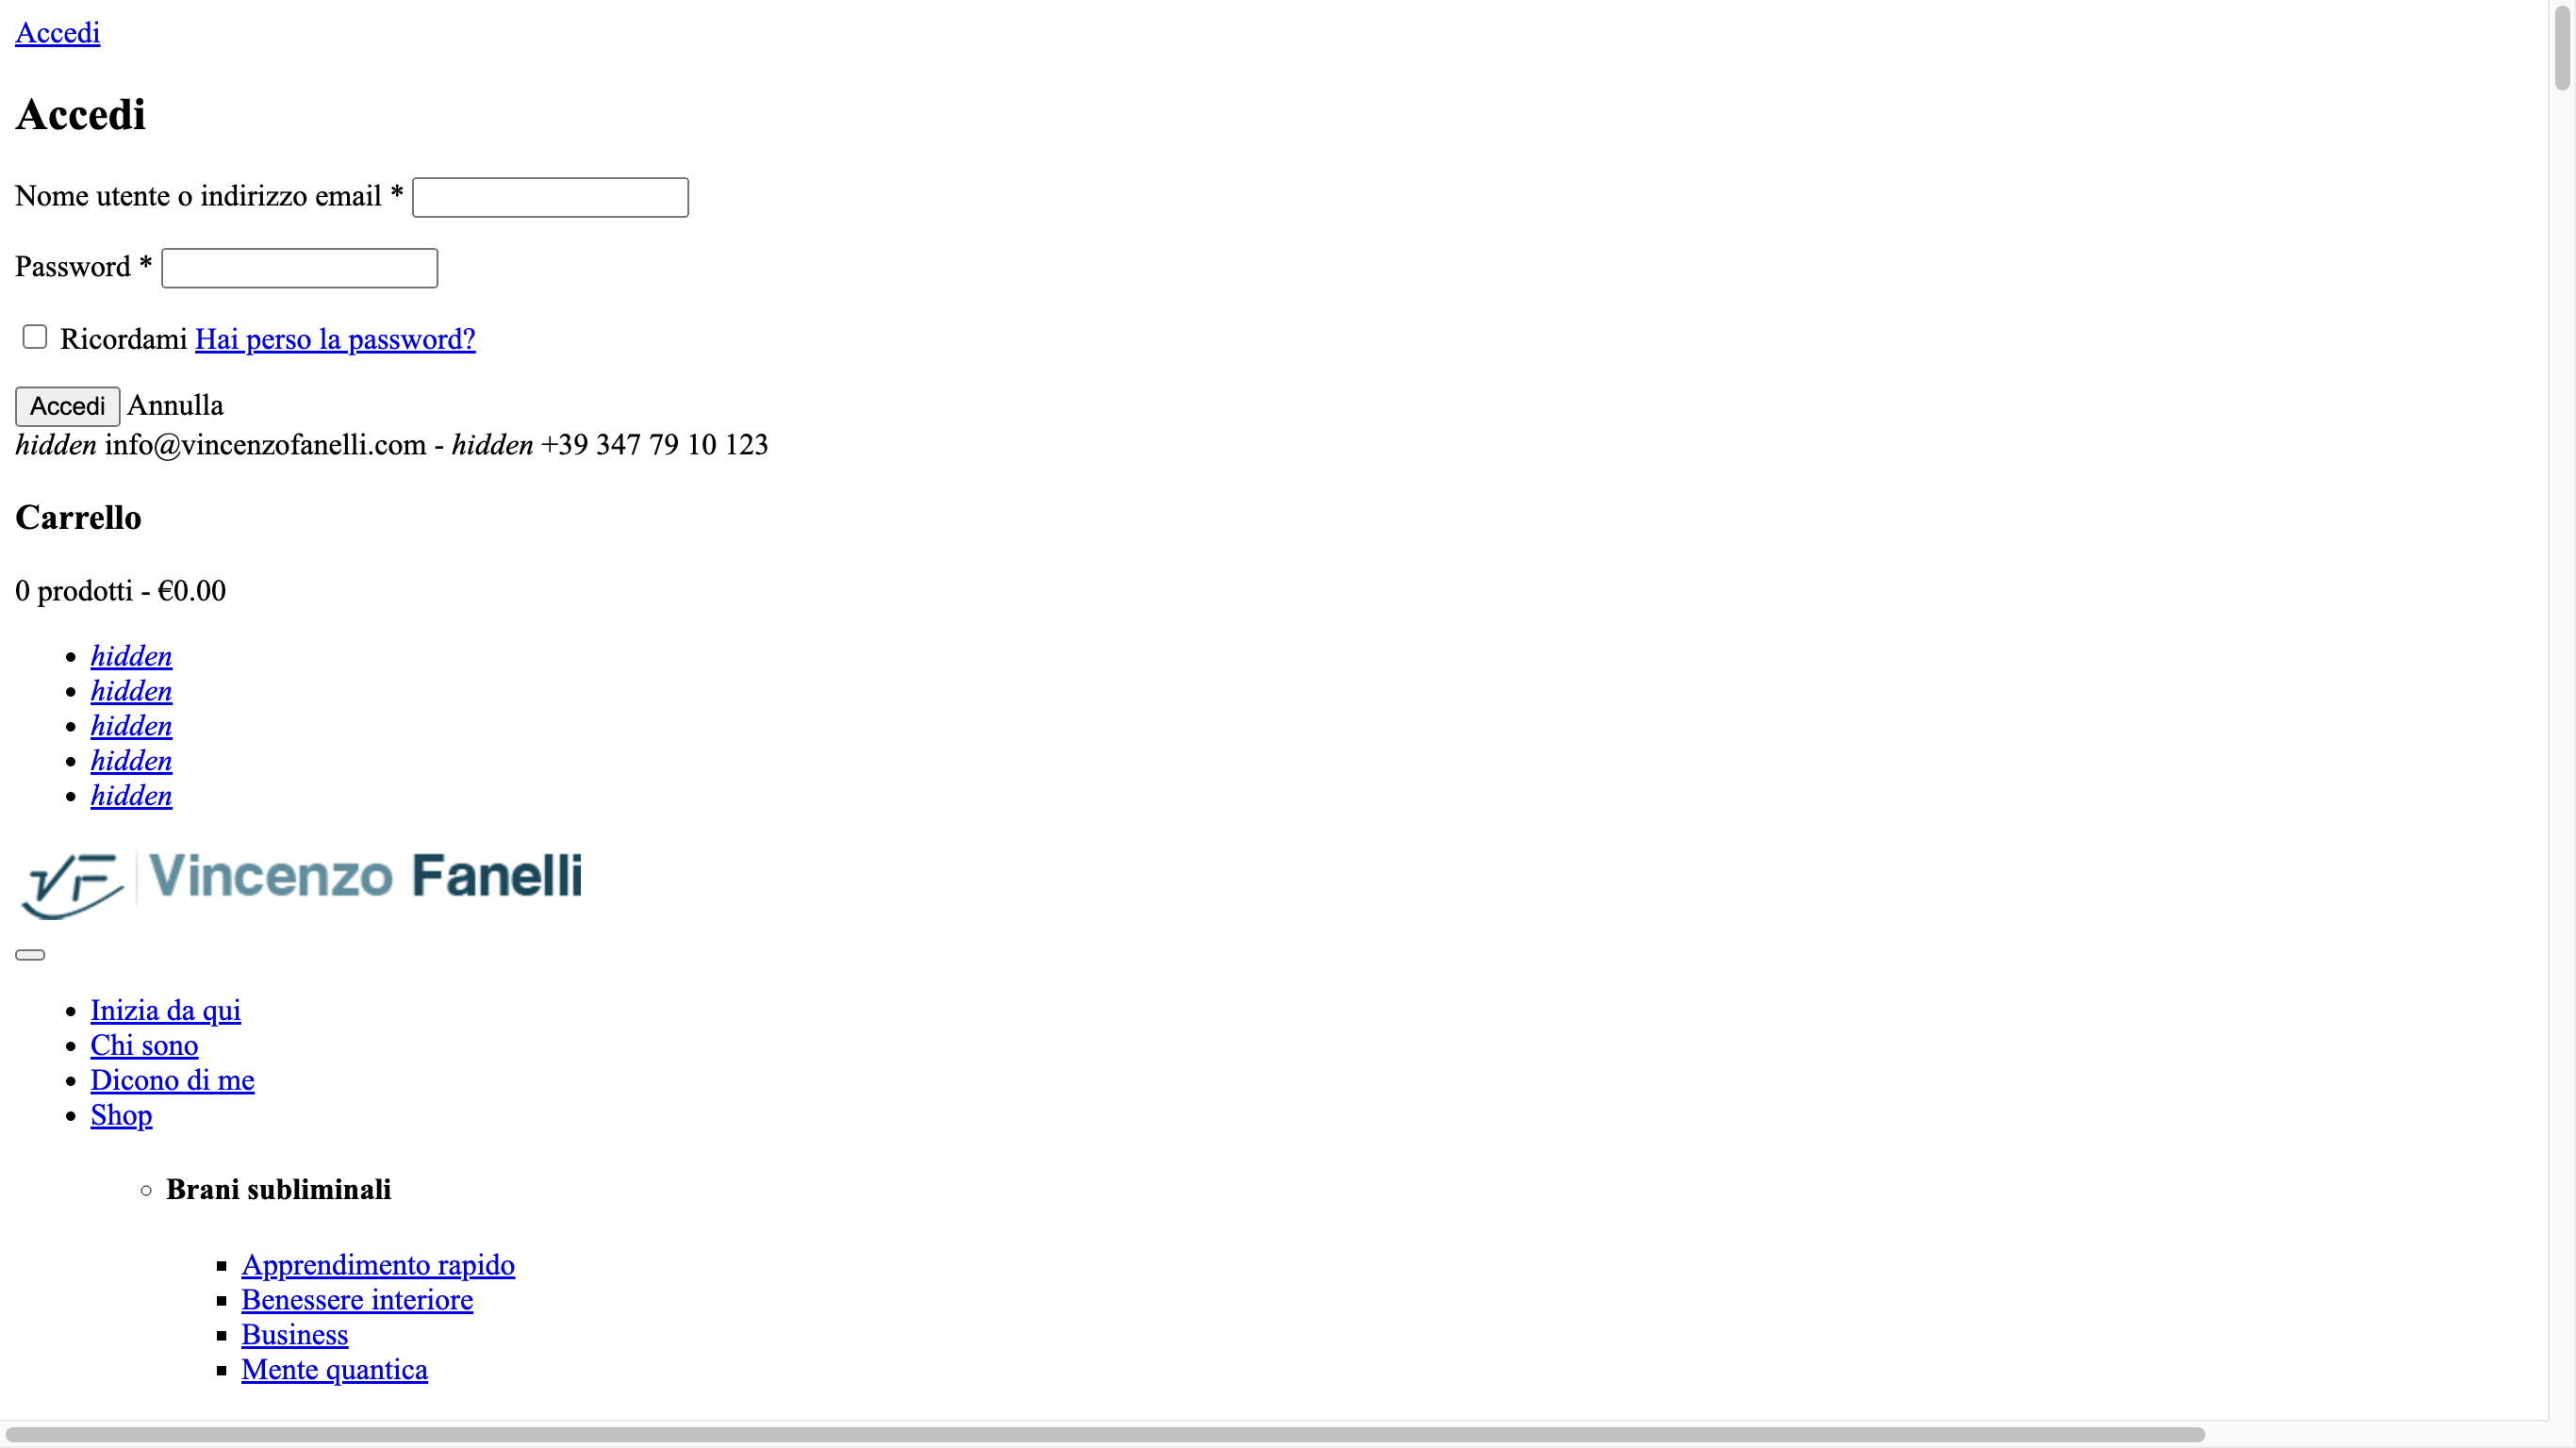 Accedi
Accedi
Nome utente o indirizzo email *
Password *
Ricordami Hai perso la password?
Accedi Annulla
hidden info@vincenzofanelli.com - hidden +39 347 79 10 123
Carrello
0 prodotti - €0.00
hidden
hidden
hidden
hidden
hidden
VF Vincenzo Fanelli
Inizia da qui
Chi sono
Dicono di me
Shop
Brani subliminali
Apprendimento rapido
Benessere interiore
Business
Mente quantica